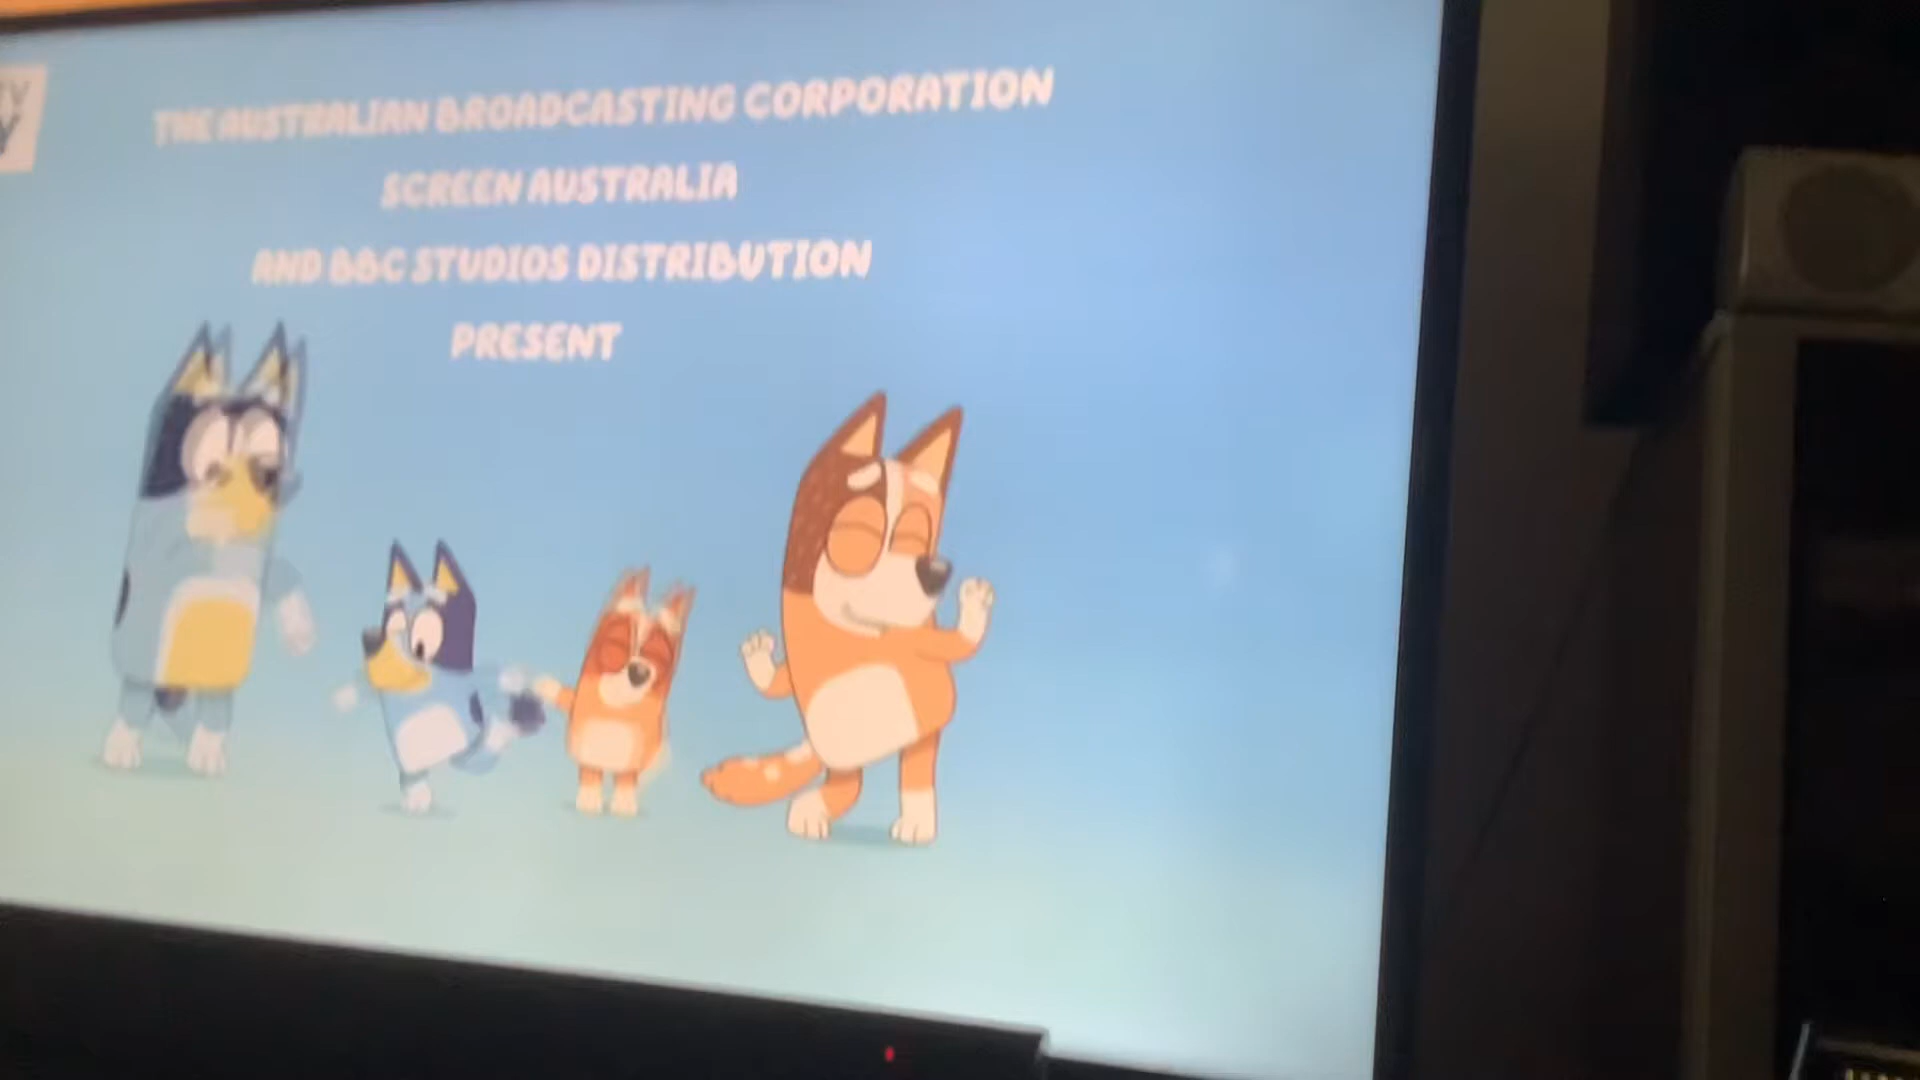 THE AUSTRALIAN BROADCASTING CORPORATION
SCREEN AUSTRALIA
AND BBC STUDIOS DISTRIBUTION
PRESENT